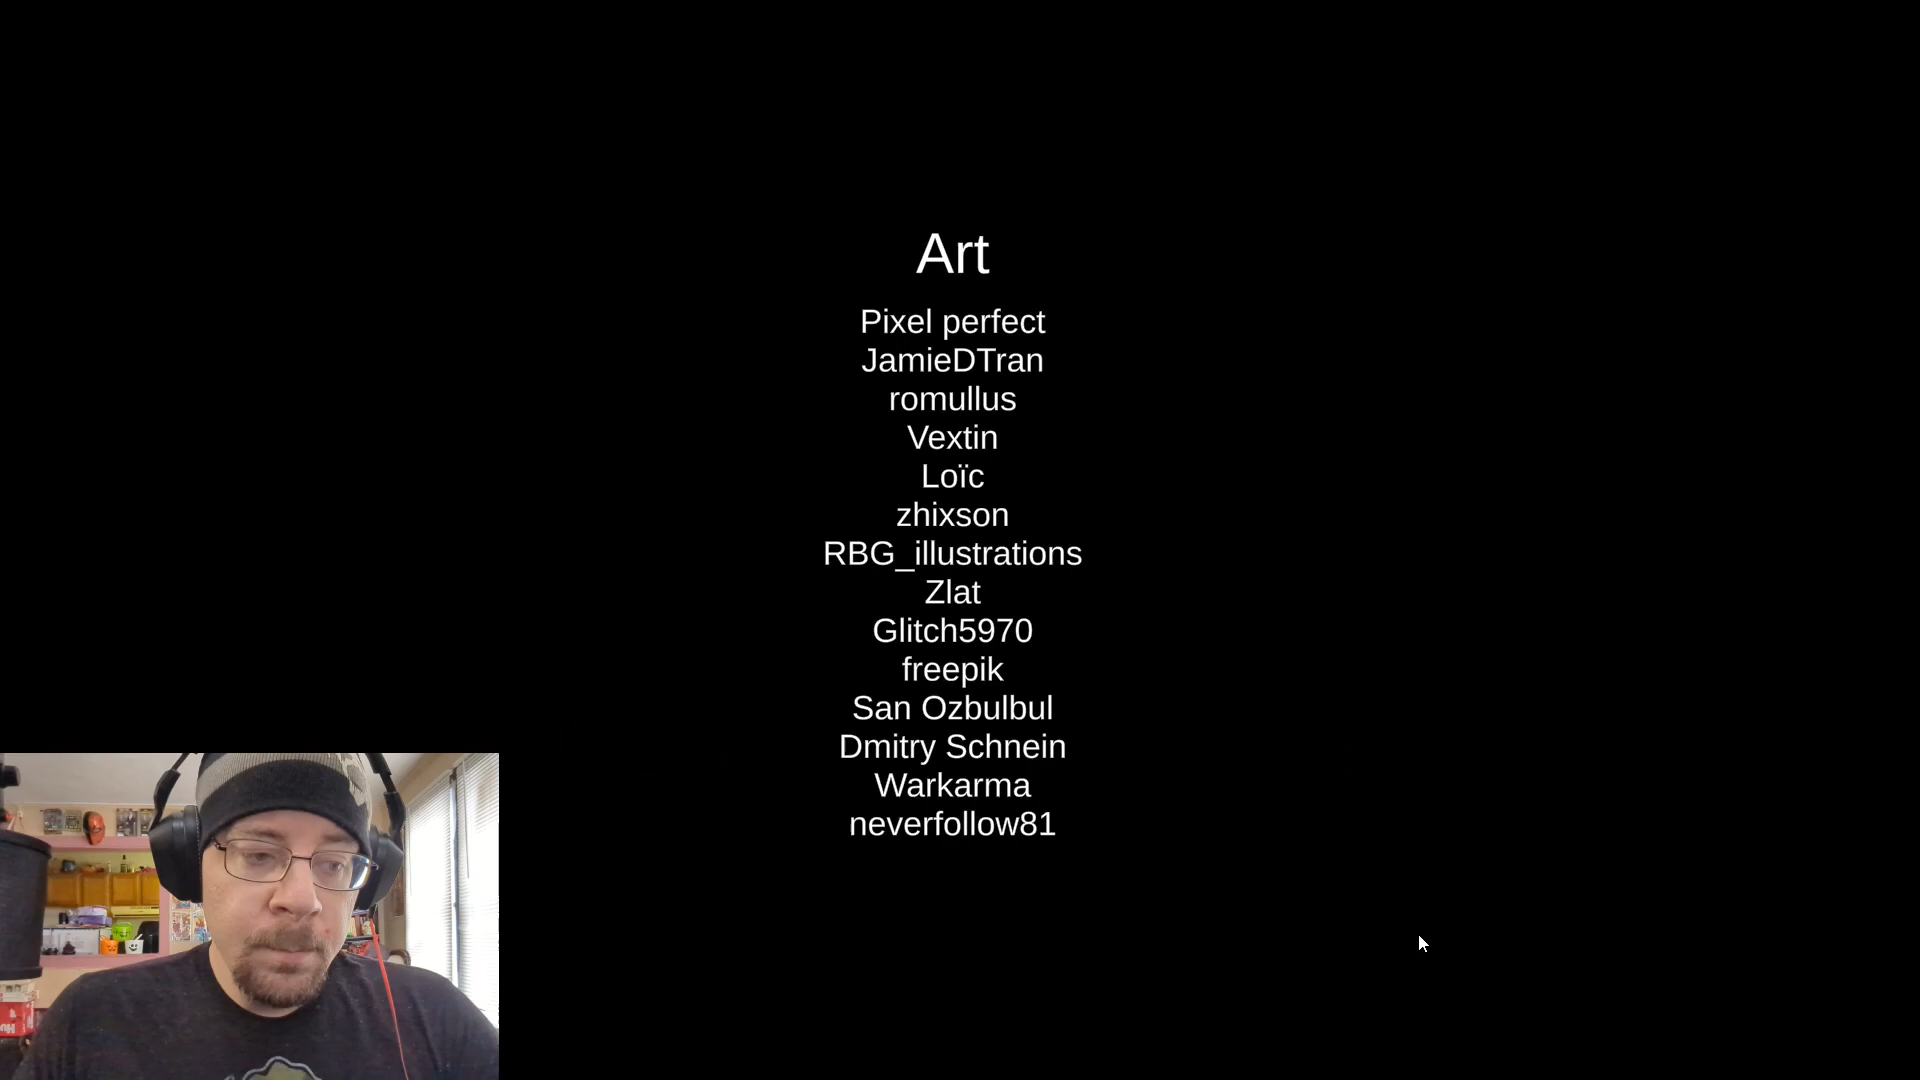 Art
Pixel perfect
JamieDTran
romullus
Vextin
Loïc
zhixson
RBG_illustrations
Zlat
Glitch5970
freepik
San Ozbulbul
Dmitry Schnein
Warkarma
neverfollow81